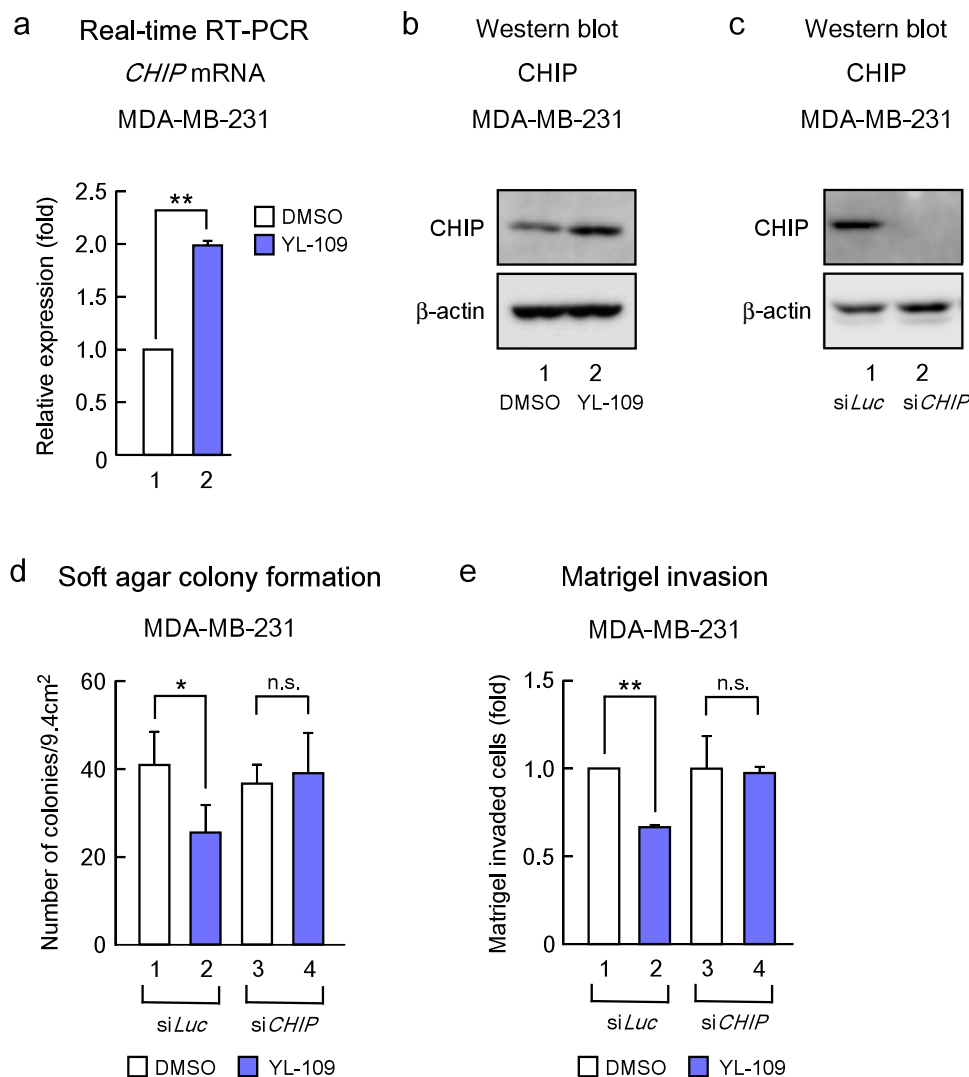 a Real-time RT-PCR
CHIP mRNA
MDA-MB-231
Relative expression (fold)
2.5
2.0
1.5
1.0
0.5
0
**
DMSO
YL-109
1 2
b Western blot
CHIP
MDA-MB-231
CHIP
β-actin
1 2
DMSO YL-109
c Western blot
CHIP
MDA-MB-231
CHIP
β-actin
1 2
siLuc siCHIP
d Soft agar colony formation
MDA-MB-231
Number of colonies/9.4cm²
60
40
20
0
* n.s.
1 2 3 4
siLuc siCHIP
DMSO YL-109
e Matrigel invasion
MDA-MB-231
Matrigel invaded cells (fold)
1.5
1.0
0.5
0
** n.s.
1 2 3 4
siLuc siCHIP
DMSO YL-109